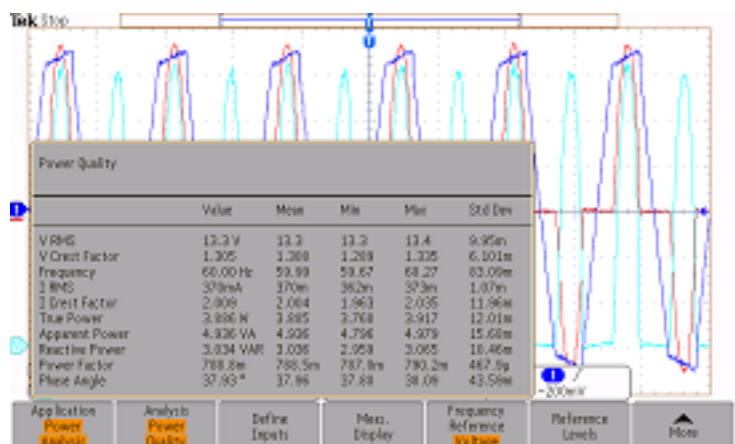 Tek Stop
Power Quality
Value Mean Min Max Std Dev
V RMS 13.3 V 13.3 13.3 13.4 9.95m
V Crest Factor 1.305 1.300 1.289 1.335 6.101m
Frequency 60.00 Hz 59.99 59.67 60.27 83.09m
I RMS 370mA 370m 362m 373m 1.07m
I Crest Factor 2.009 2.004 1.963 2.035 11.96m
True Power 3.886 W 3.885 3.768 3.917 12.01m
Apparent Power 4.936 VA 4.936 4.796 4.979 15.60m
Reactive Power 3.034 VAR 3.036 2.959 3.065 10.46m
Power Factor 788.8m 788.5m 787.0m 790.2m 467.9µ
Phase Angle 37.93 ° 37.96 37.80 38.09 43.59m
1
-200mV
Application Power Analysis
Analysis Power Quality
Define Inputs
Meas. Display
Frequency Reference Voltage
Reference Levels
More